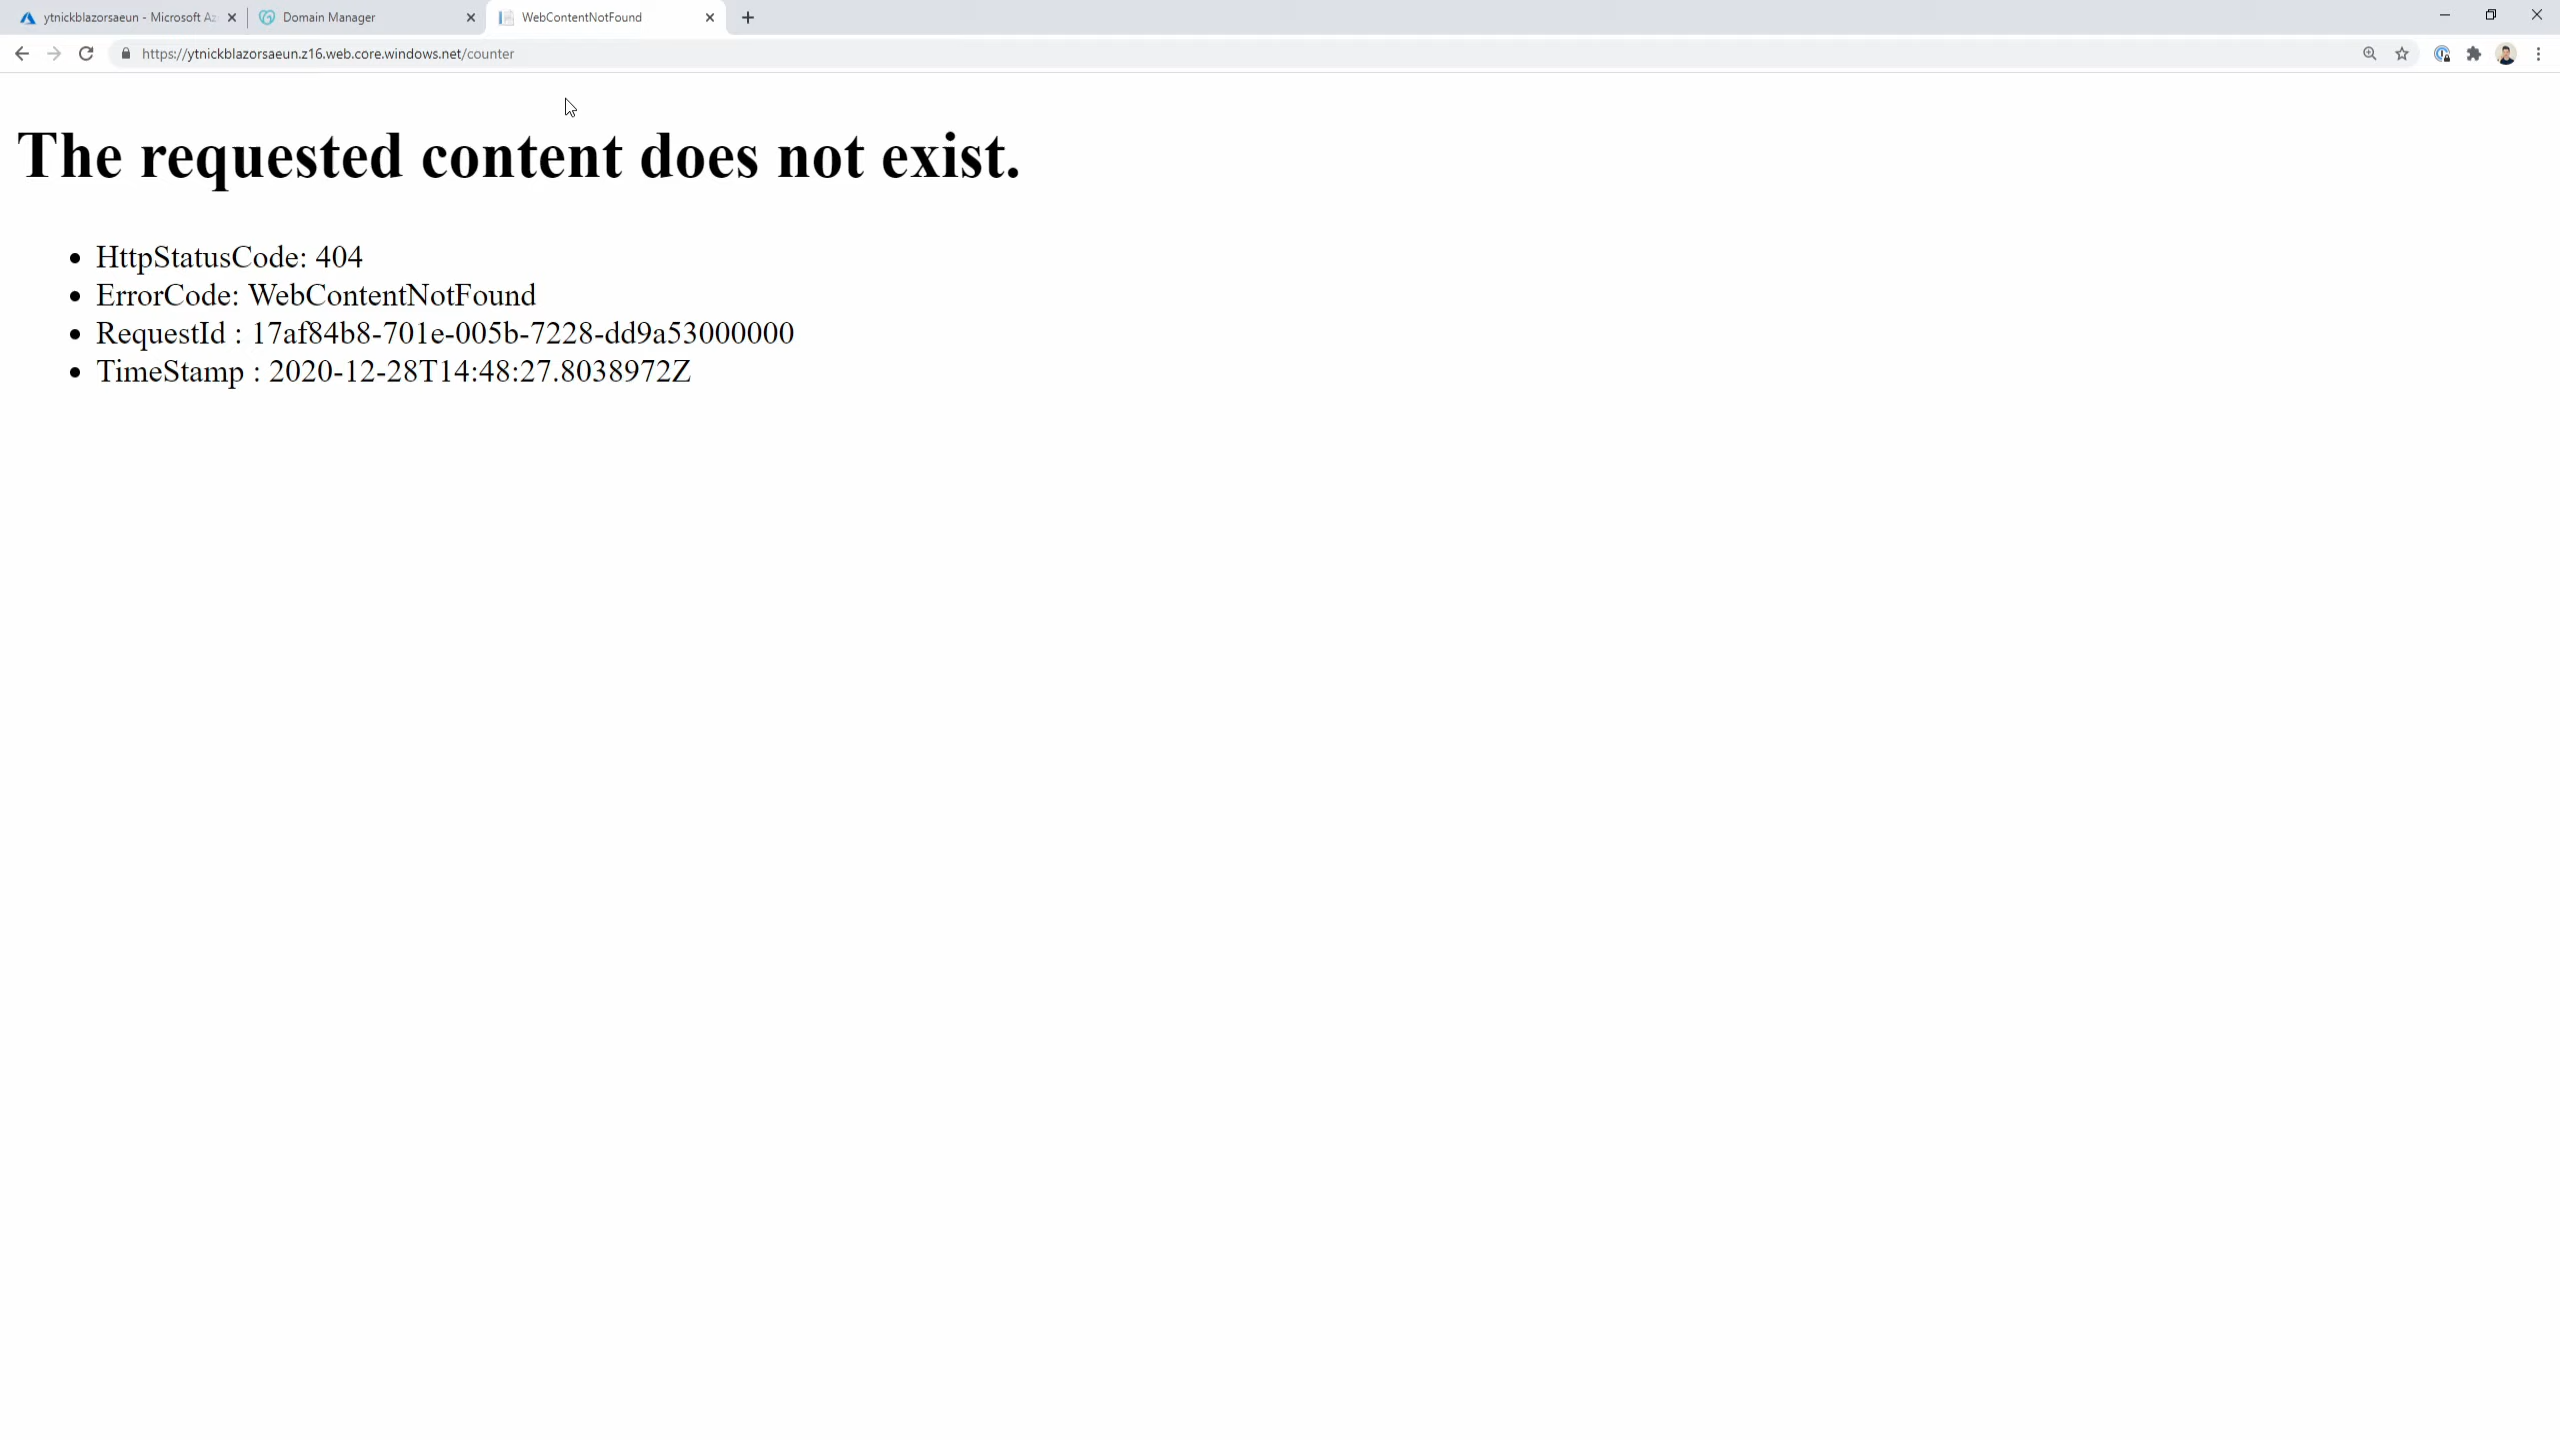 ytnickblazorsaeun - Microsoft Az
Domain Manager
WebContentNotFound
https://ytnickblazorsaeun.z16.web.core.windows.net/counter
The requested content does not exist.
HttpStatusCode: 404
ErrorCode: WebContentNotFound
RequestId : 17af84b8-701e-005b-7228-dd9a53000000
TimeStamp : 2020-12-28T14:48:27.8038972Z